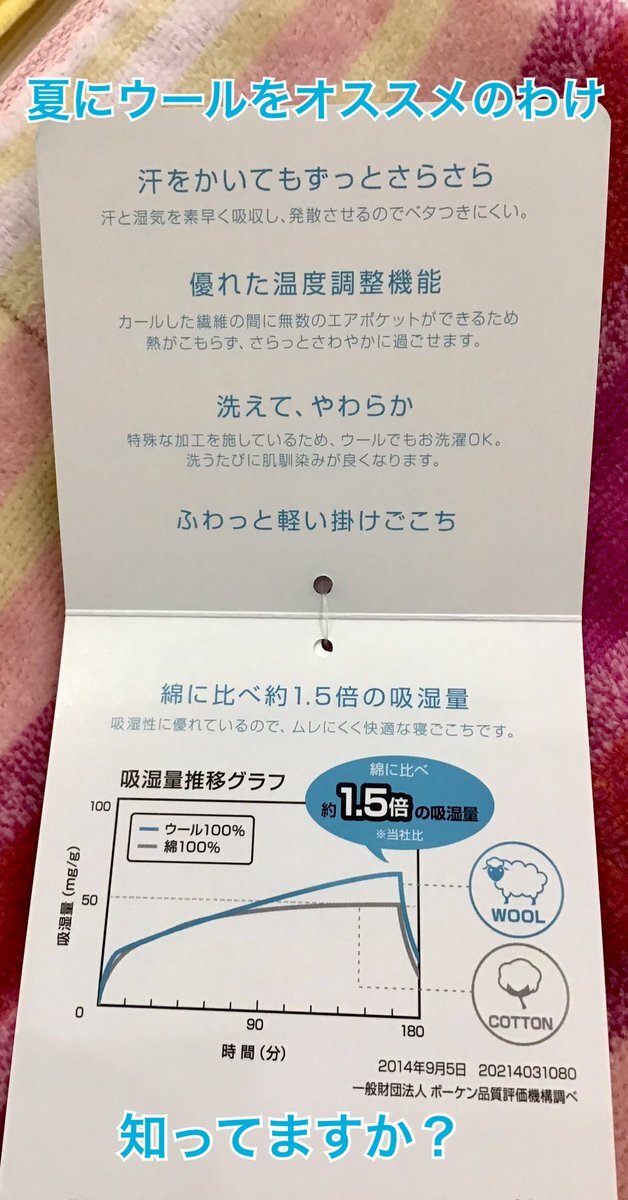 夏にウールをオススメのわけ
汗をかいてもずっとさらさら
汗と湿気を素早く吸収し、発散させるのでベタつきにくい。
優れた温度調整機能
カールした繊維の間に無数のエアポケットができるため
熱がこもらず、さらっとさわやかに過ごせます。
洗えて、やわらか
特殊な加工を施しているため、ウールでもお洗濯OK。
洗うたびに肌馴染みが良くなります。
ふわっと軽い掛けごこち
綿に比べ約1.5倍の吸湿量
吸湿性に優れているので、ムレにくく快適な寝ごこちです。
吸湿量推移グラフ
綿に比べ
約1.5倍の吸湿量
※当社比
100
ウール100%
綿100%
50
吸湿量(mg/g)
0
90
180
時間(分)
WOOL
COTTON
2014年9月5日 20214031080
一般財団法人 ボーケン品質評価機構調べ
知ってますか？